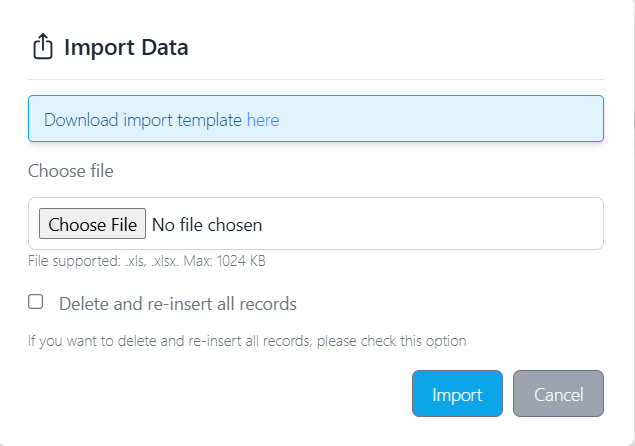 Import Data
Download import template here
Choose file
Choose File No file chosen
File supported: .xls, .xlsx. Max: 1024 KB
Delete and re-insert all records
If you want to delete and re-insert all records, please check this option
Import Cancel